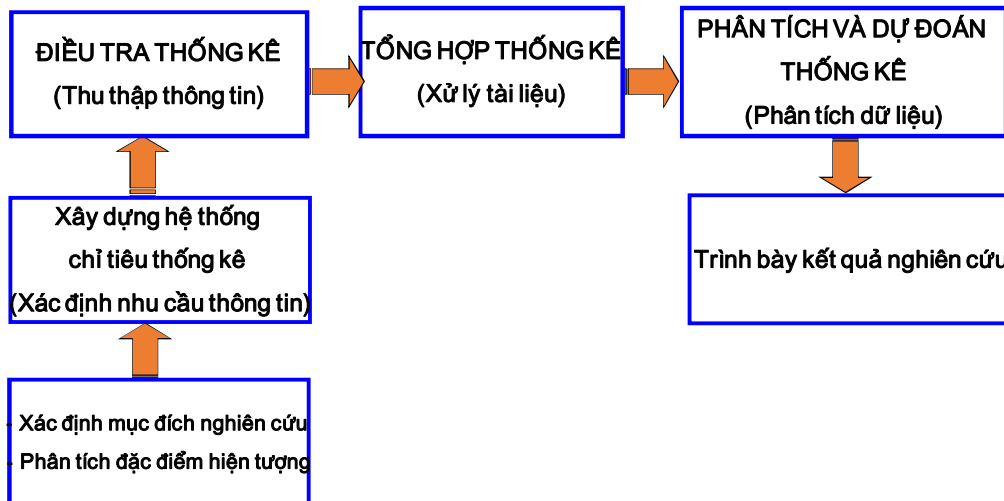 ĐIỀU TRA THỐNG KÊ
(Thu thập thông tin)
TỔNG HỢP THỐNG KÊ
(Xử lý tài liệu)
PHÂN TÍCH VÀ DỰ ĐOÁN
THỐNG KÊ
(Phân tích dữ liệu)
Xây dựng hệ thống
chỉ tiêu thống kê
(Xác định nhu cầu thông tin)
Trình bày kết quả nghiên cứu
- Xác định mục đích nghiên cứu
- Phân tích đặc điểm hiện tượng